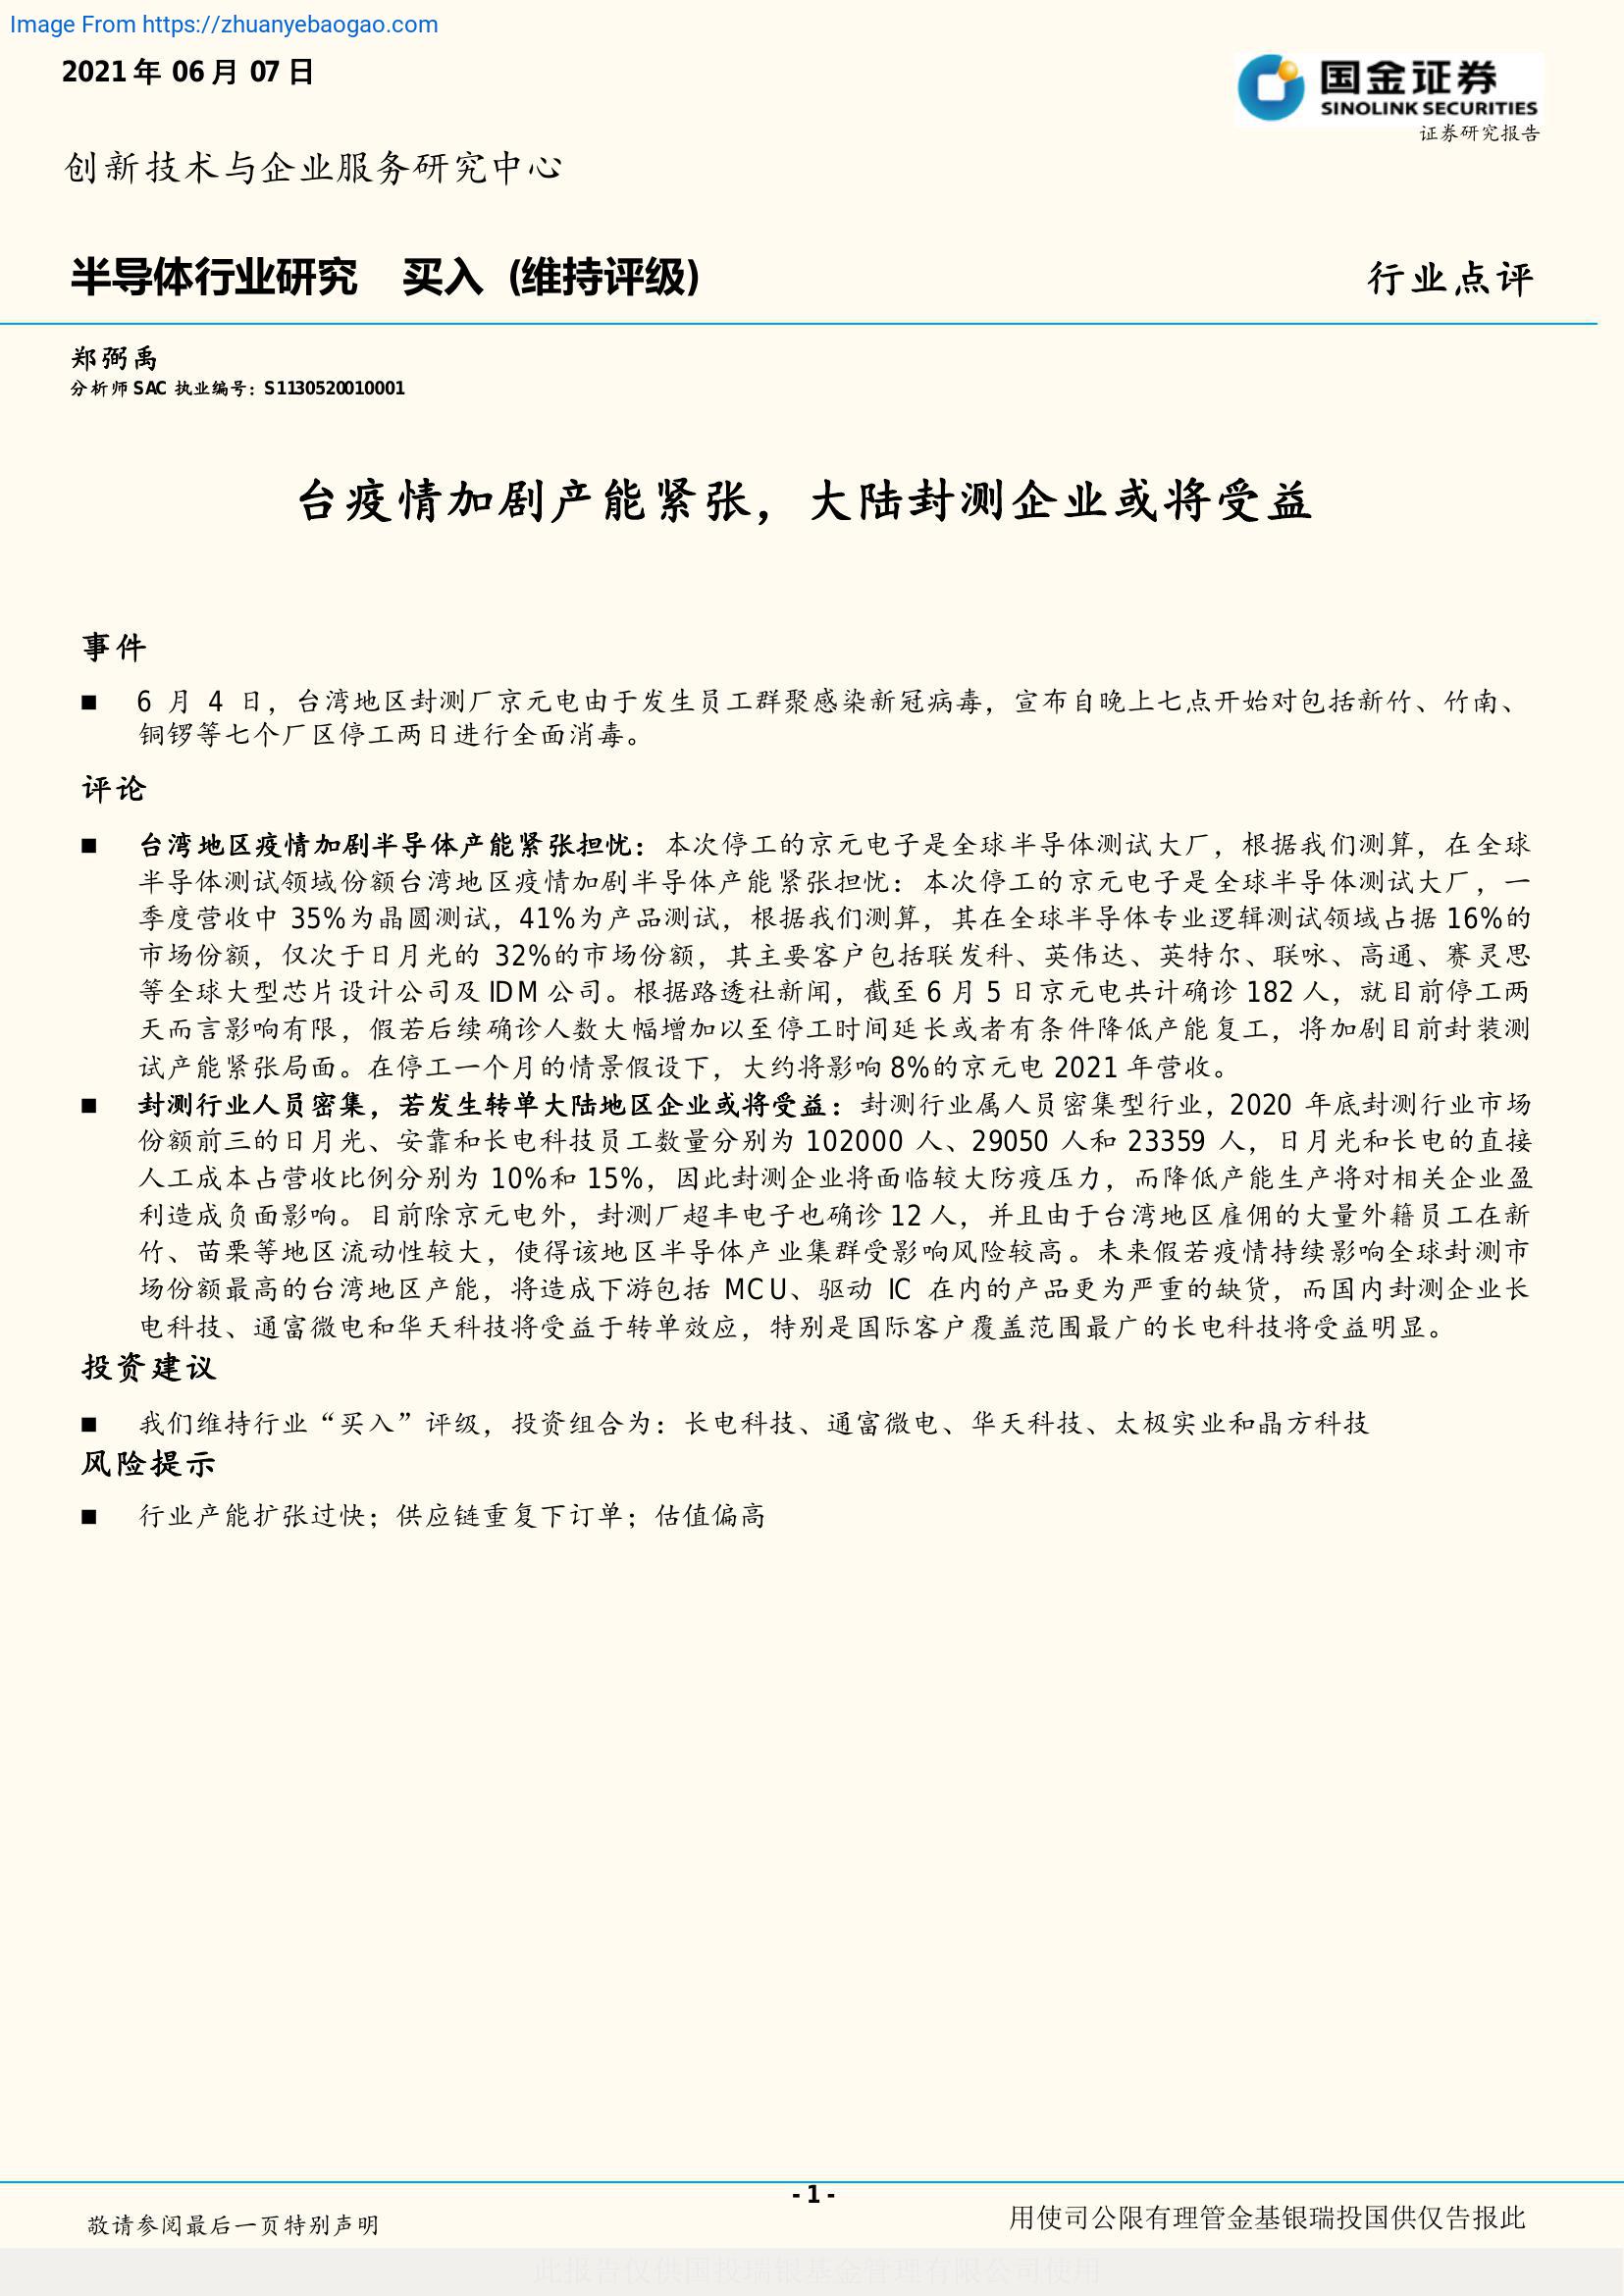 Image From https://zhuanyebaogao.com
2021 年 06 月 07 日
国金证券
SINOLINK SECURITIES
证券研究报告
创新技术与企业服务研究中心
半导体行业研究 买入 (维持评级)
行业点评
郑弼禹
分析师 SAC 执业编号：S1130520010001
台疫情加剧产能紧张，大陆封测企业或将受益
事件
■ 6 月 4 日，台湾地区封测厂京元电由于发生员工群聚感染新冠病毒，宣布自晚上七点开始对包括新竹、竹南、
铜锣等七个厂区停工两日进行全面消毒。
评论
■ 台湾地区疫情加剧半导体产能紧张担忧：本次停工的京元电子是全球半导体测试大厂，根据我们测算，在全球
半导体测试领域份额台湾地区疫情加剧半导体产能紧张担忧：本次停工的京元电子是全球半导体测试大厂，一
季度营收中 35%为晶圆测试，41%为产品测试，根据我们测算，其在全球半导体专业逻辑测试领域占据 16%的
市场份额，仅次于日月光的 32%的市场份额，其主要客户包括联发科、英伟达、英特尔、联咏、高通、赛灵思
等全球大型芯片设计公司及 IDM 公司。根据路透社新闻，截至 6 月 5 日京元电共计确诊 182 人，就目前停工两
天而言影响有限，假若后续确诊人数大幅增加以至停工时间延长或者有条件降低产能复工，将加剧目前封装测
试产能紧张局面。在停工一个月的情景假设下，大约将影响 8%的京元电 2021 年营收。
■ 封测行业人员密集，若发生转单大陆地区企业或将受益：封测行业属人员密集型行业，2020 年底封测行业市场
份额前三的日月光、安靠和长电科技员工数量分别为 102000 人、29050 人和 23359 人，日月光和长电的直接
人工成本占营收比例分别为 10%和 15%，因此封测企业将面临较大防疫压力，而降低产能生产将对相关企业盈
利造成负面影响。目前除京元电外，封测厂超丰电子也确诊 12 人，并且由于台湾地区雇佣的大量外籍员工在新
竹、苗栗等地区流动性较大，使得该地区半导体产业集群受影响风险较高。未来假若疫情持续影响全球封测市
场份额最高的台湾地区产能，将造成下游包括 MCU、驱动 IC 在内的产品更为严重的缺货，而国内封测企业长
电科技、通富微电和华天科技将受益于转单效应，特别是国际客户覆盖范围最广的长电科技将受益明显。
投资建议
■ 我们维持行业“买入”评级，投资组合为：长电科技、通富微电、华天科技、太极实业和晶方科技
风险提示
■ 行业产能扩张过快；供应链重复下订单；估值偏高
- 1 -
敬请参阅最后一页特别声明
用使司公限有理管金基银瑞投国供仅告报此
此报告仅供国投瑞银基金管理有限公司使用